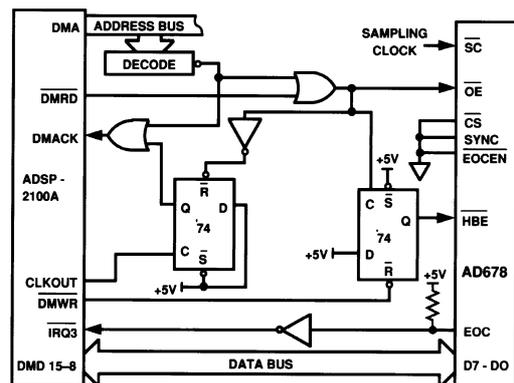 DMA
ADDRESS BUS
SAMPLING
CLOCK
SC
DECODE
DMRD
OE
DMACK
CS
SYNC
EOCEN
+5V
ADSP -
2100A
R
Q
D
'74
C
S
+5V
C
S
Q
'74
D
R
+5V
HBE
AD678
+5V
CLKOUT
DMWR
IRQ3
EOC
DMD 15–8
DATA BUS
D7 - DO